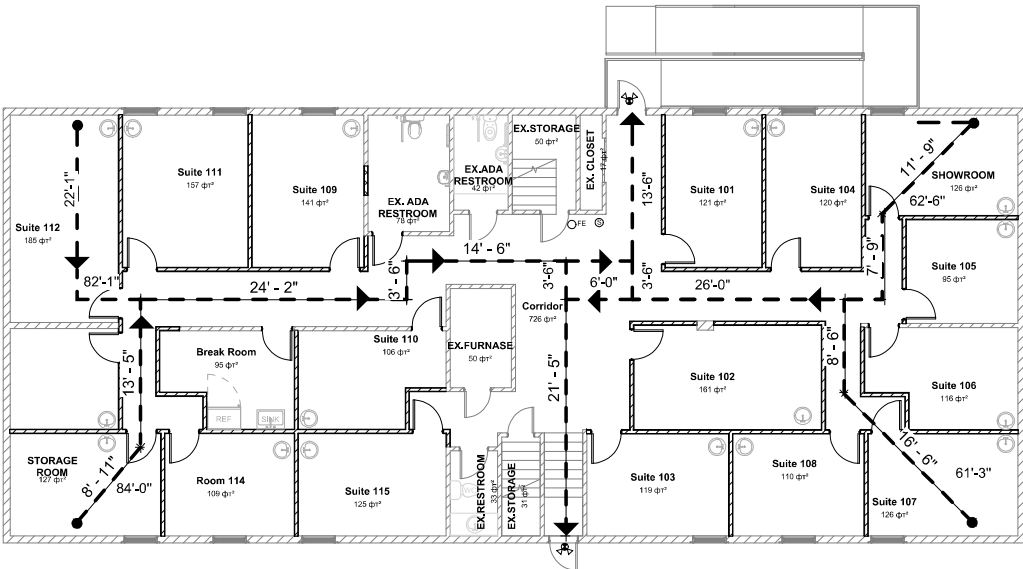 EX.STORAGE
50 фт²
EX. CLOSET
17 фт²
Suite 111
157 фт²
Suite 109
141 фт²
EX.ADA
RESTROOM
42 фт²
EX. ADA
RESTROOM
78 фт²
Suite 101
121 фт²
Suite 104
120 фт²
11' - 9"
SHOWROOM
126 фт²
62'-6"
22'-1"
Suite 112
185 фт²
13'-6"
FE
S
14' - 6"
7' - 9"
Suite 105
95 фт²
82'-1"
24' - 2"
3' - 6"
3'-6"
6'-0"
3'-6"
26'-0"
Corridor
726 фт²
Suite 110
106 фт²
EX.FURNASE
50 фт²
Break Room
95 фт²
13' - 5"
8' - 6"
21' - 5"
Suite 102
161 фт²
Suite 106
116 фт²
REF.
SINK
16' - 6"
STORAGE
ROOM
127 фт²
8' - 11"
84'-0"
Room 114
109 фт²
Suite 115
125 фт²
EX.RESTROOM
33 фт²
WC
EX.STORAGE
31 фт²
Suite 103
119 фт²
Suite 108
110 фт²
Suite 107
126 фт²
61'-3"